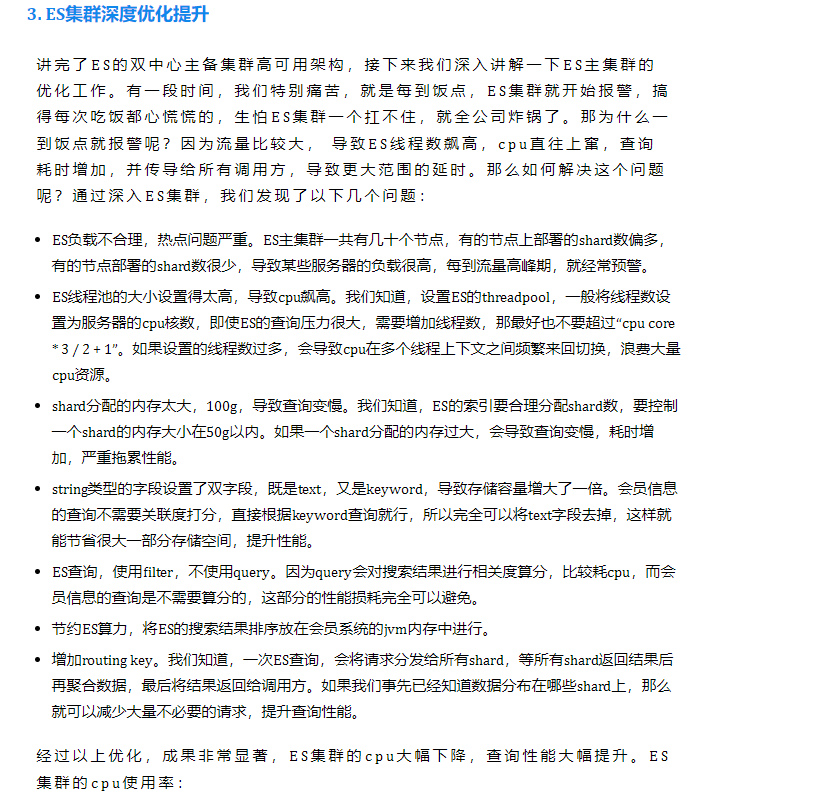 3. ES集群深度优化提升
讲完了ES的双中心主备集群高可用架构，接下来我们深入讲解一下ES主集群的
优化工作。有一段时间，我们特别痛苦，就是每到饭点，ES集群就开始报警，搞
得每次吃饭都心慌慌的，生怕ES集群一个扛不住，就全公司炸锅了。那为什么一
到饭点就报警呢？因为流量比较大， 导致ES线程数飙高，cpu直往上窜，查询
耗时增加，并传导给所有调用方，导致更大范围的延时。那么如何解决这个问题
呢？通过深入ES集群，我们发现了以下几个问题：
• ES负载不合理，热点问题严重。ES主集群一共有几十个节点，有的节点上部署的shard数偏多，
有的节点部署的shard数很少，导致某些服务器的负载很高，每到流量高峰期，就经常预警。
• ES线程池的大小设置得太高，导致cpu飙高。我们知道，设置ES的threadpool，一般将线程数设
置为服务器的cpu核数，即使ES的查询压力很大，需要增加线程数，那最好也不要超过“cpu core
* 3 / 2 + 1”。如果设置的线程数过多，会导致cpu在多个线程上下文之间频繁来回切换，浪费大量
cpu资源。
• shard分配的内存太大，100g，导致查询变慢。我们知道，ES的索引要合理分配shard数，要控制
一个shard的内存大小在50g以内。如果一个shard分配的内存过大，会导致查询变慢，耗时增
加，严重拖累性能。
• string类型的字段设置了双字段，既是text，又是keyword，导致存储容量增大了一倍。会员信息
的查询不需要关联度打分，直接根据keyword查询就行，所以完全可以将text字段去掉，这样就
能节省很大一部分存储空间，提升性能。
• ES查询，使用filter，不使用query。因为query会对搜索结果进行相关度算分，比较耗cpu，而会
员信息的查询是不需要算分的，这部分的性能损耗完全可以避免。
• 节约ES算力，将ES的搜索结果排序放在会员系统的jvm内存中进行。
• 增加routing key。我们知道，一次ES查询，会将请求分发给所有shard，等所有shard返回结果后
再聚合数据，最后将结果返回给调用方。如果我们事先已经知道数据分布在哪些shard上，那么
就可以减少大量不必要的请求，提升查询性能。
经过以上优化，成果非常显著，ES集群的cpu大幅下降，查询性能大幅提升。ES
集群的cpu使用率：